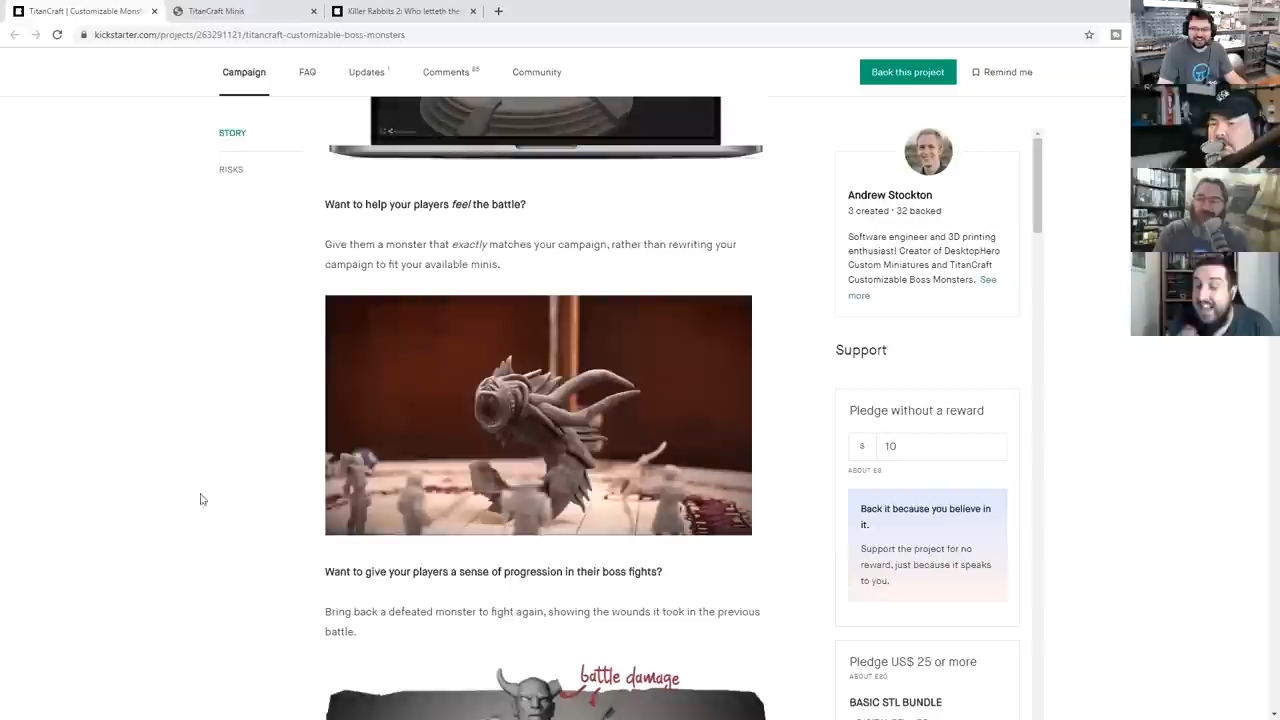 TitanCraft | Customizable Mons
TitanCraft Minis
Killer Rabbits 2: Who letteth the
kickstarter.com/projects/263291121/titancraft-customizable-boss-monsters
Campaign
FAQ
Updates 1
Comments 85
Community
Back this project
Remind me
STORY
RISKS
Want to help your players feel the battle?
Give them a monster that exactly matches your campaign, rather than rewriting your
campaign to fit your available minis.
Want to give your players a sense of progression in their boss fights?
Bring back a defeated monster to fight again, showing the wounds it took in the previous
battle.
battle damage
Andrew Stockton
3 created · 32 backed
Software engineer and 3D printing
enthusiast! Creator of DesktopHero
Custom Miniatures and TitanCraft
Customizable Boss Monsters. See
more
Support
Pledge without a reward
$ 10
ABOUT £8
Back it because you believe in
it.
Support the project for no
reward, just because it speaks
to you.
Pledge US$ 25 or more
ABOUT £20
BASIC STL BUNDLE